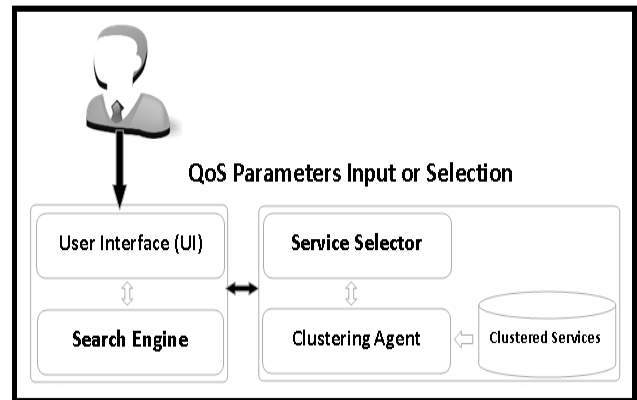 QoS Parameters Input or Selection
User Interface (UI)
Service Selector
Search Engine
Clustering Agent
Clustered Services